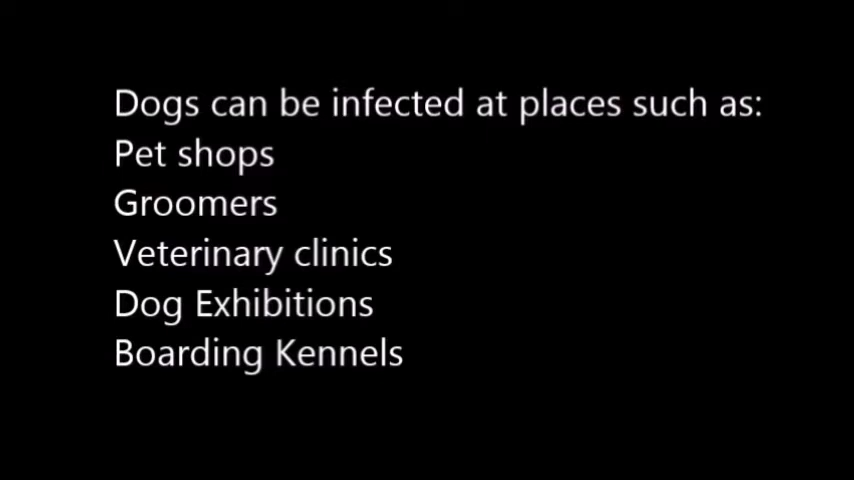 Dogs can be infected at places such as:
Pet shops
Groomers
Veterinary clinics
Dog Exhibitions
Boarding Kennels